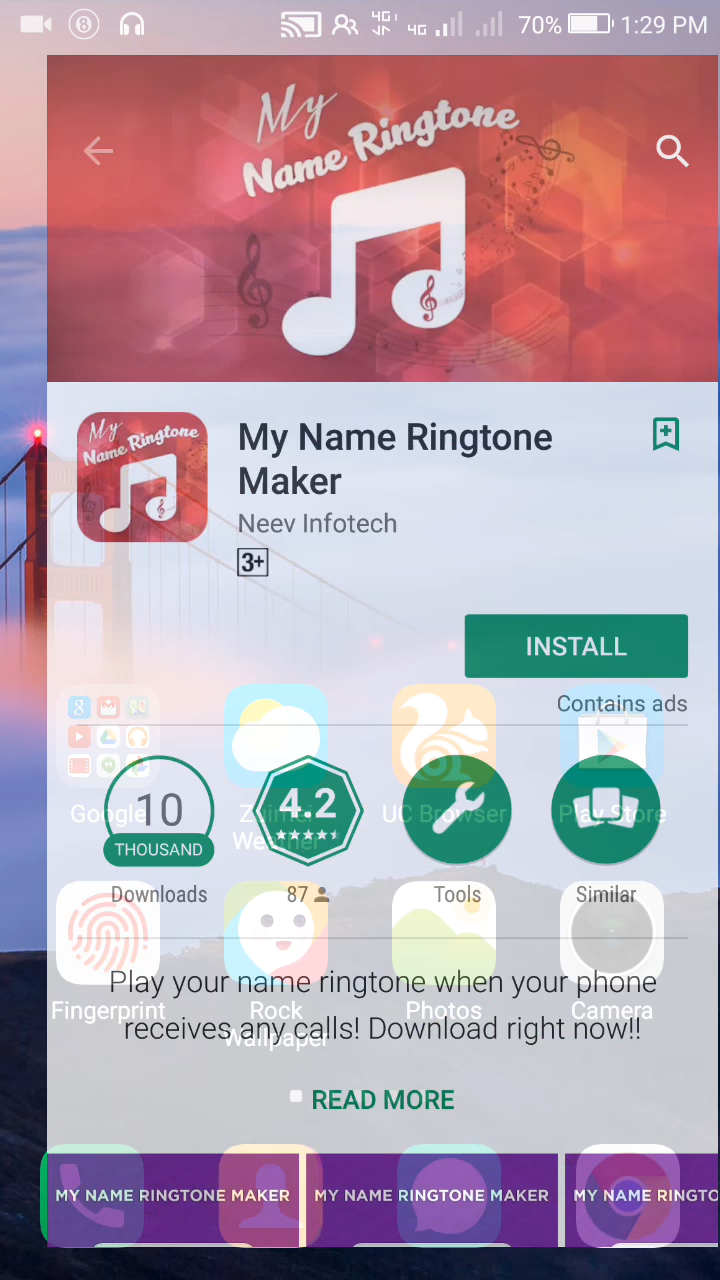 4G 4G 70% 1:29 PM
My
Name Ringtone
My
Name Ringtone
My Name Ringtone
Maker
Neev Infotech
3+
INSTALL
Contains ads
10
THOUSAND
4.2
Google
UC Browser
Play Store
Weather
Downloads
87
Tools
Similar
Play your name ringtone when your phone
Fingerprint
Rock
Photos
Camera
receives any calls! Download right now!!
Wallpaper
READ MORE
MY NAME RINGTONE MAKER
MY NAME RINGTONE MAKER
MY NAME RINGTO